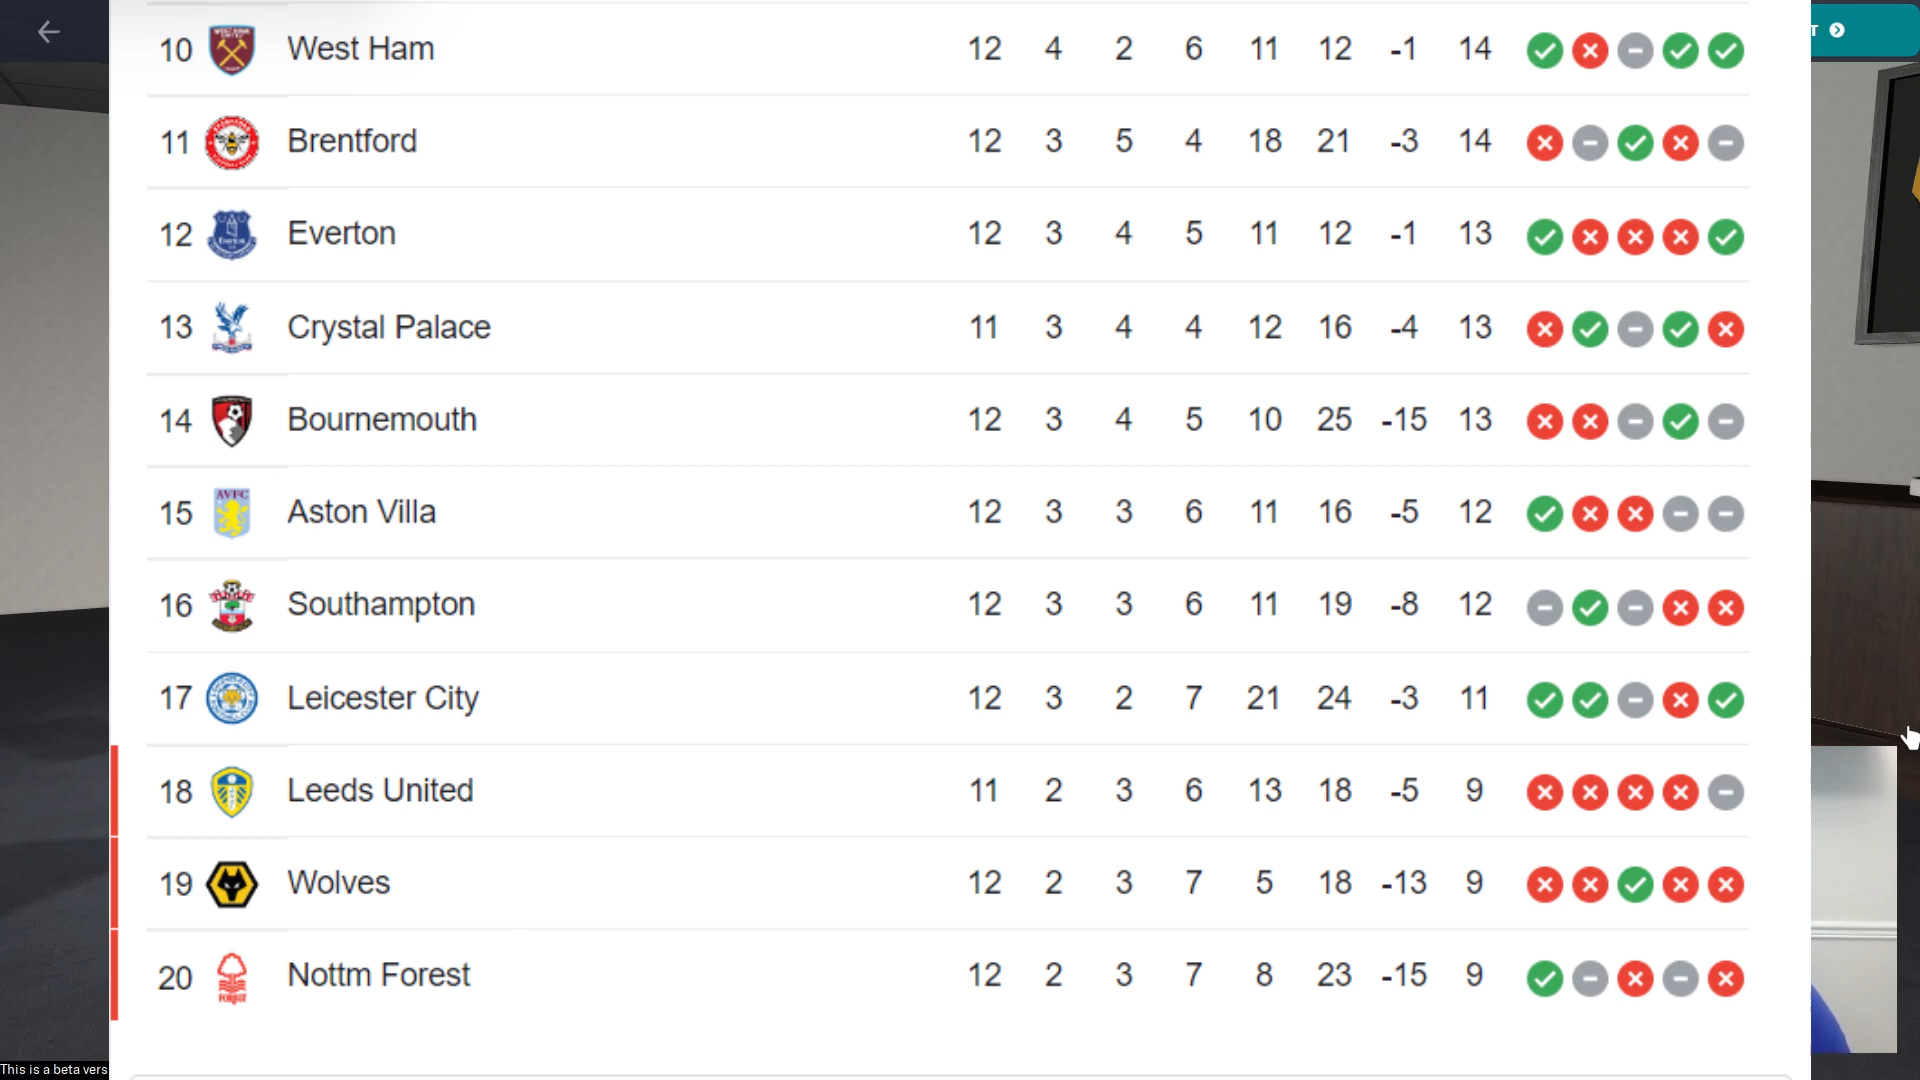 T
10 West Ham 12 4 2 6 11 12 -1 14
11 Brentford 12 3 5 4 18 21 -3 14
12 Everton 12 3 4 5 11 12 -1 13
13 Crystal Palace 11 3 4 4 12 16 -4 13
14 Bournemouth 12 3 4 5 10 25 -15 13
AVFC
15 Aston Villa 12 3 3 6 11 16 -5 12
16 Southampton 12 3 3 6 11 19 -8 12
17 Leicester City 12 3 2 7 21 24 -3 11
18 Leeds United 11 2 3 6 13 18 -5 9
19 Wolves 12 2 3 7 5 18 -13 9
20 Nottm Forest 12 2 3 7 8 23 -15 9
FOREST
This is a beta vers